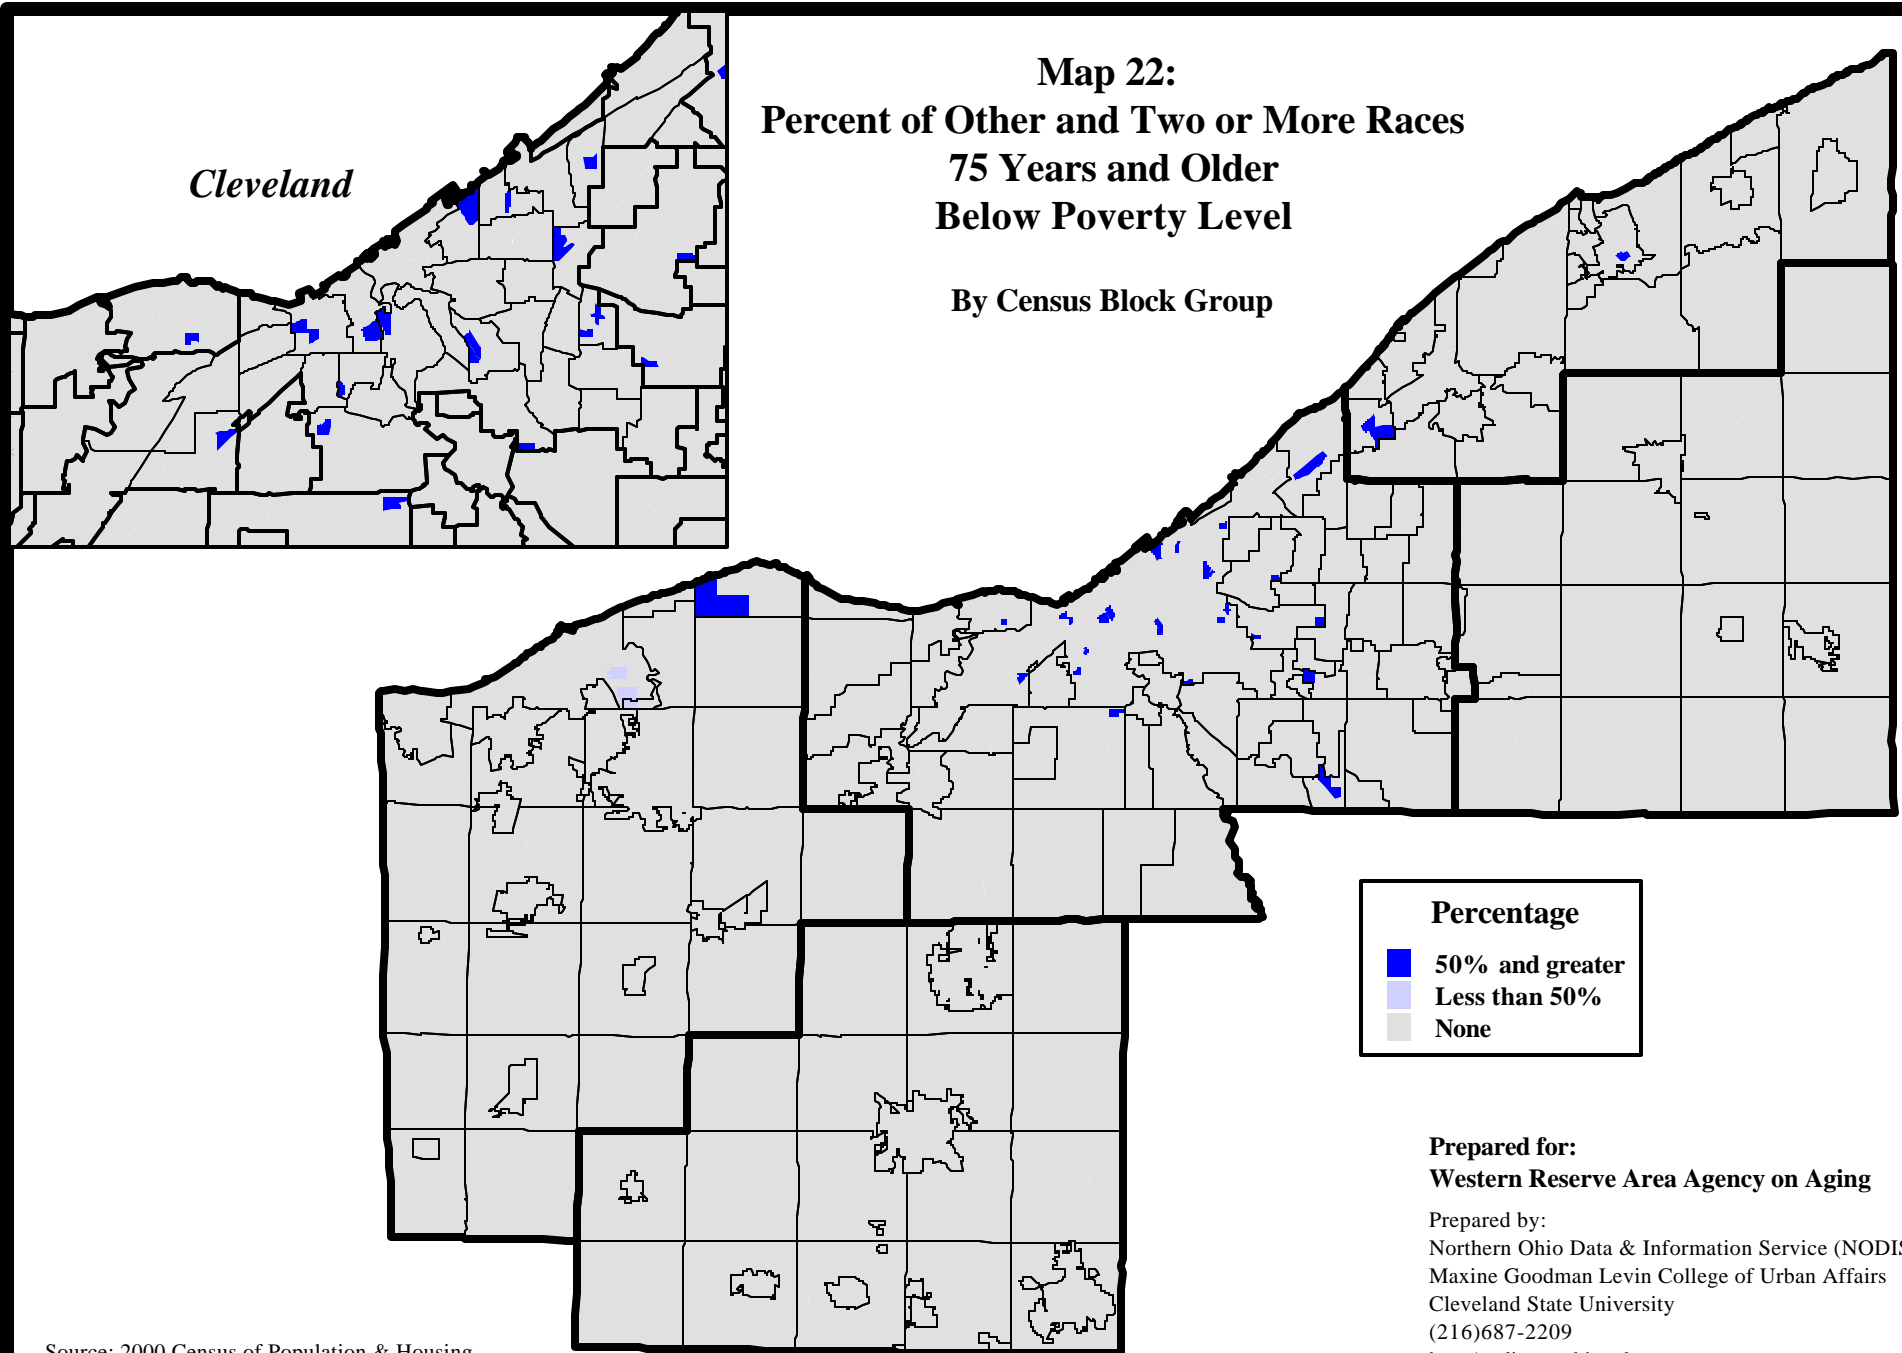 Map 22:
Percent of Other and Two or More Races
75 Years and Older
Below Poverty Level
By Census Block Group
Cleveland
Percentage
50% and greater
Less than 50%
None
Prepared for:
Western Reserve Area Agency on Aging
Prepared by:
Northern Ohio Data & Information Service (NODIS
Maxine Goodman Levin College of Urban Affairs
Cleveland State University
(216)687-2209
Source: 2000 Census of Population & Housing